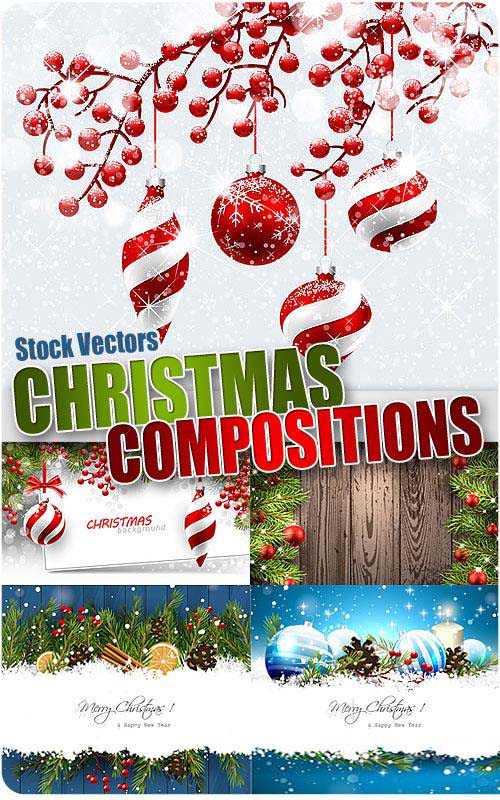 Stock Vectors
CHRISTMAS
COMPOSITIONS
CHRISTMAS
background
Merry Christmas !
& Happy New Year
Merry Christmas !
& Happy New Year